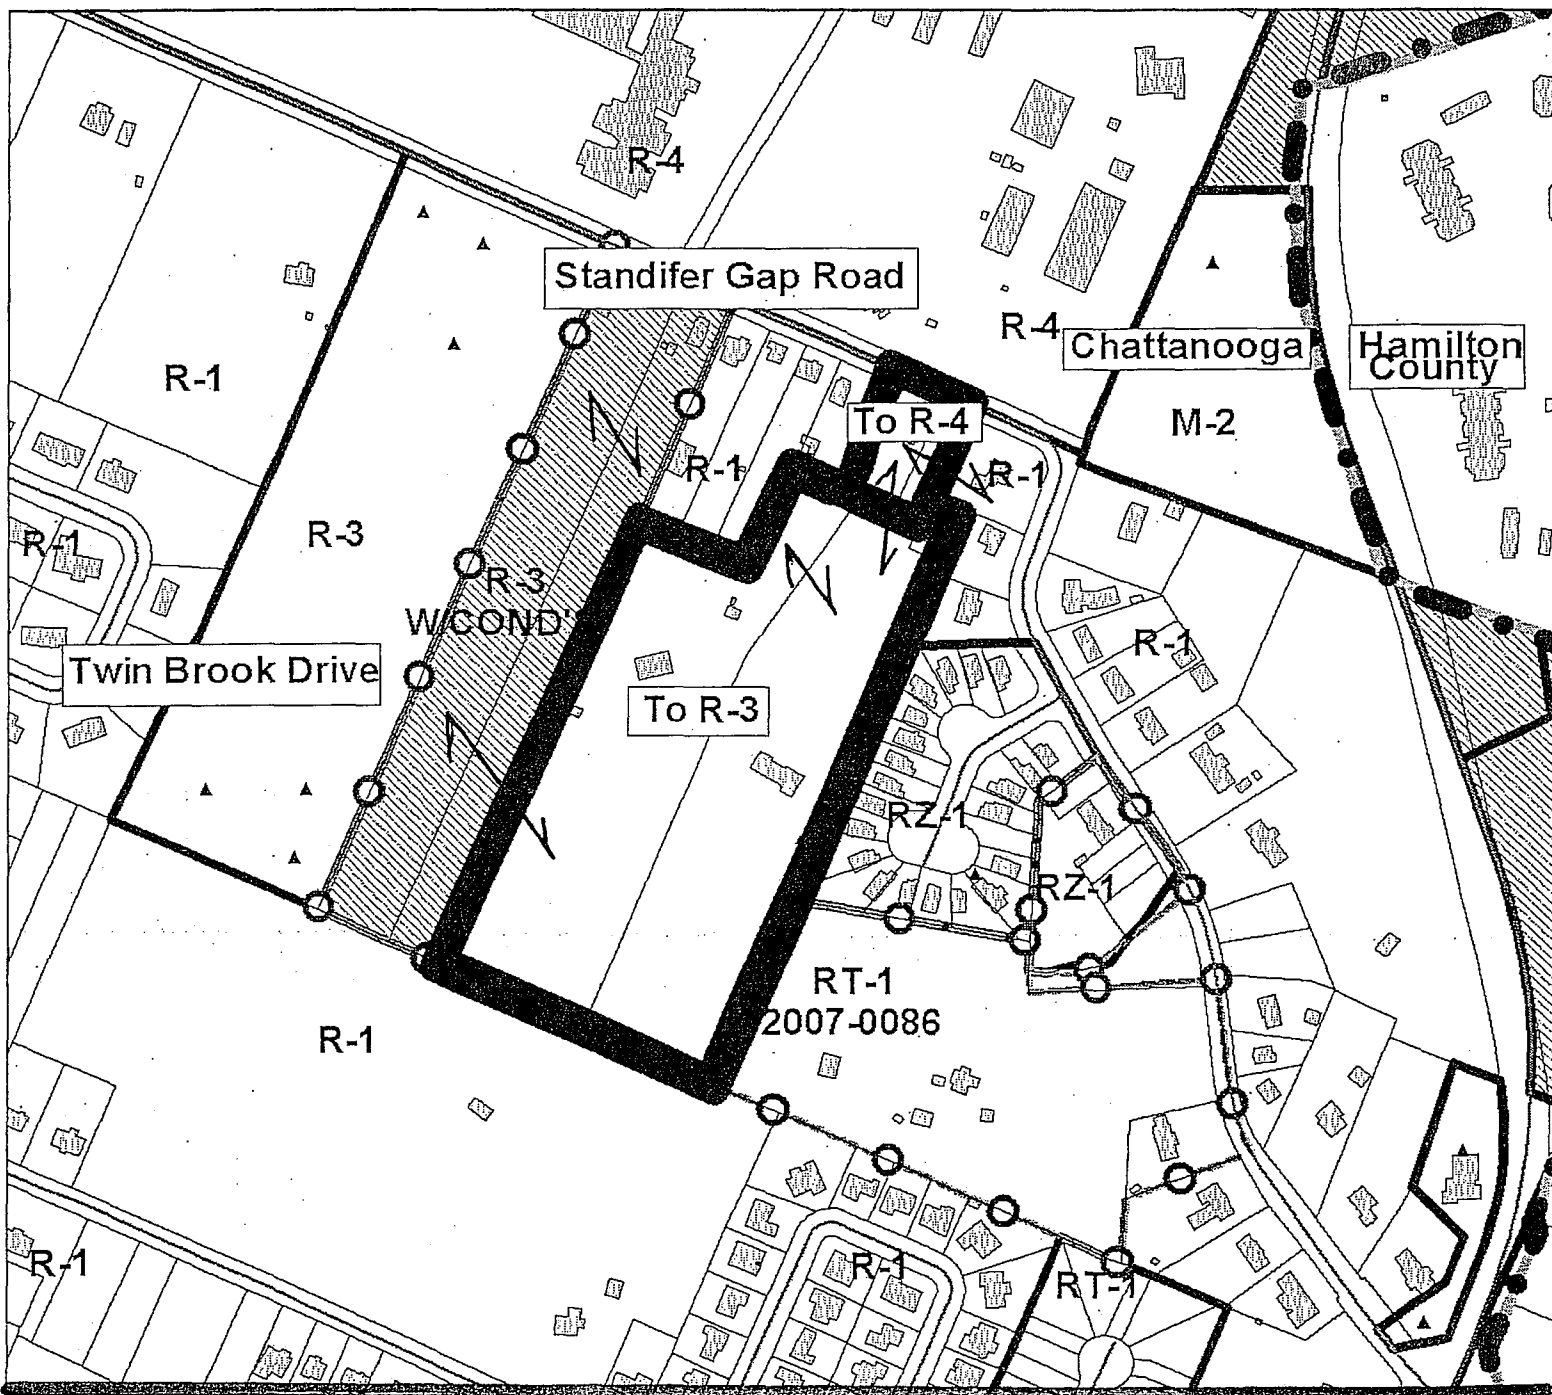 R-4
Standifer Gap Road
R-4
Chattanooga
Hamilton
County
R-1
To R-4
M-2
R-1
R-1
R-3
R-1
R-3
W/COND'
R-1
Twin Brook Drive
To R-3
RZ-1
RZ-1
RT-1
2007-0086
R-1
R-1
R-1
RT-1